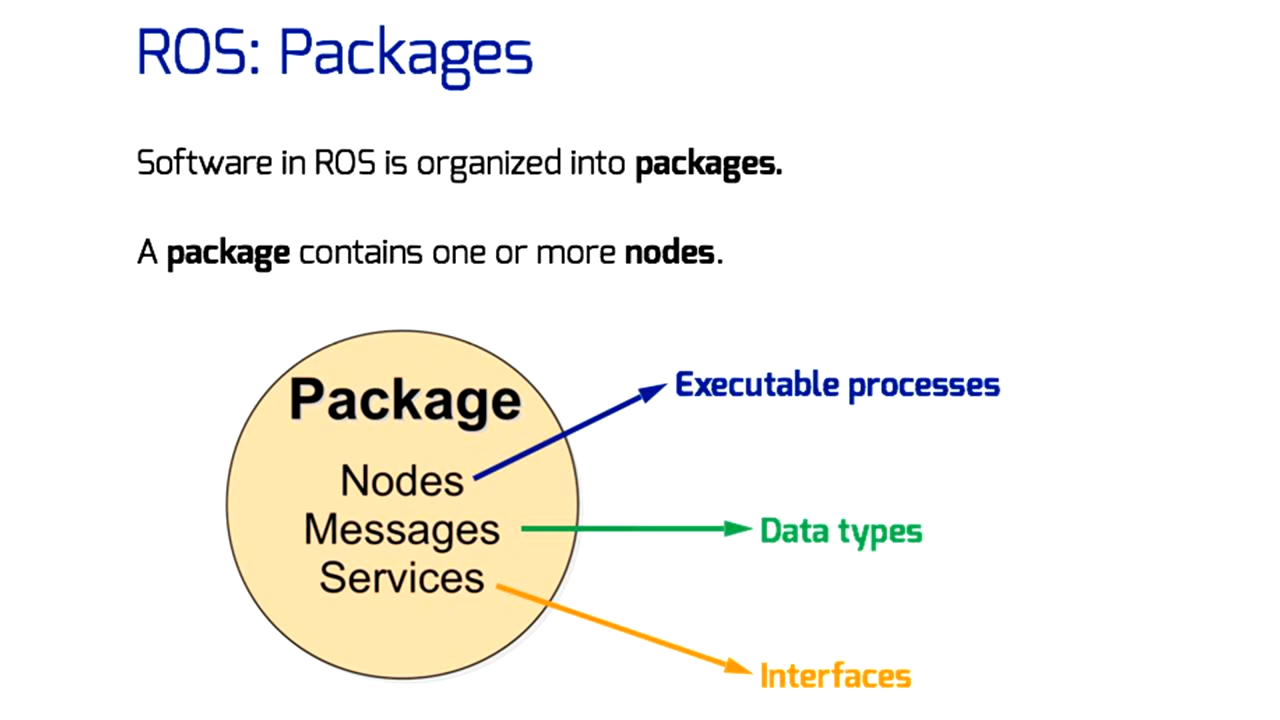 ROS: Packages
Software in ROS is organized into packages.
A package contains one or more nodes.
Package
Nodes
Messages
Services
Executable processes
Data types
Interfaces